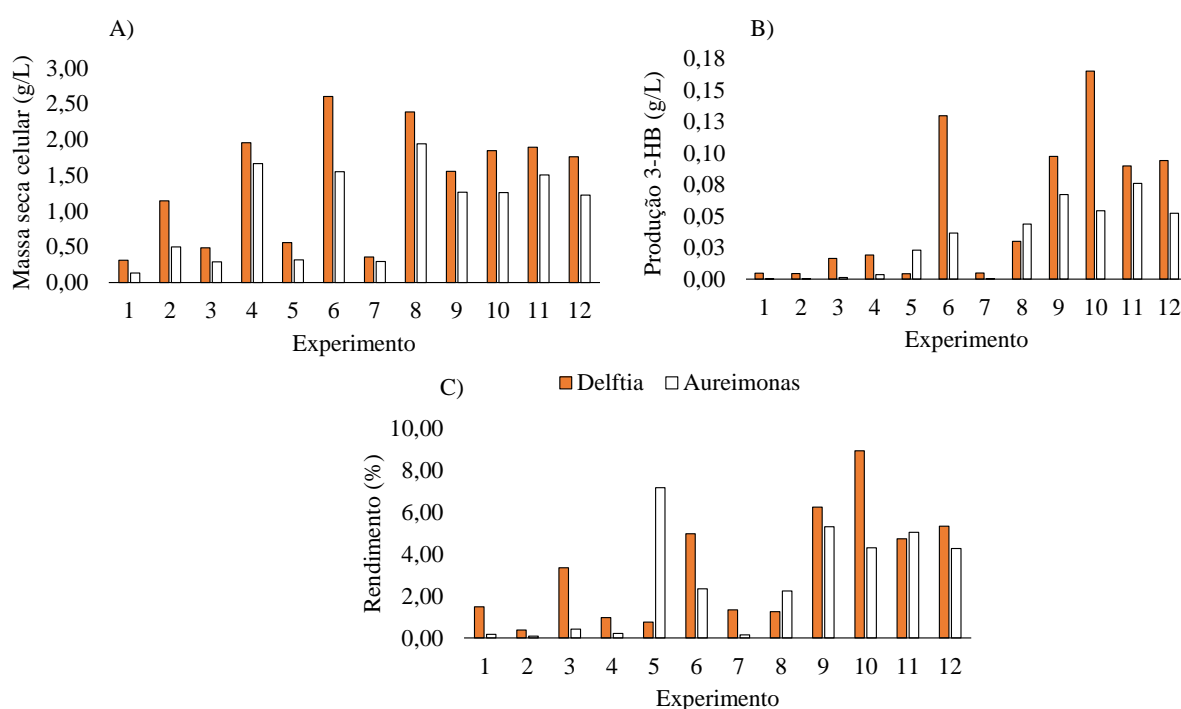 A)
Massa seca celular (g/L)
3,00
2,50
2,00
1,50
1,00
0,50
0,00
1 2 3 4 5 6 7 8 9 10 11 12
Experimento
B)
Produção 3-HB (g/L)
0,18
0,15
0,13
0,10
0,08
0,05
0,03
0,00
1 2 3 4 5 6 7 8 9 10 11 12
Experimento
Delftia Aureimonas
C)
Rendimento (%)
10,00
8,00
6,00
4,00
2,00
0,00
1 2 3 4 5 6 7 8 9 10 11 12
Experimento